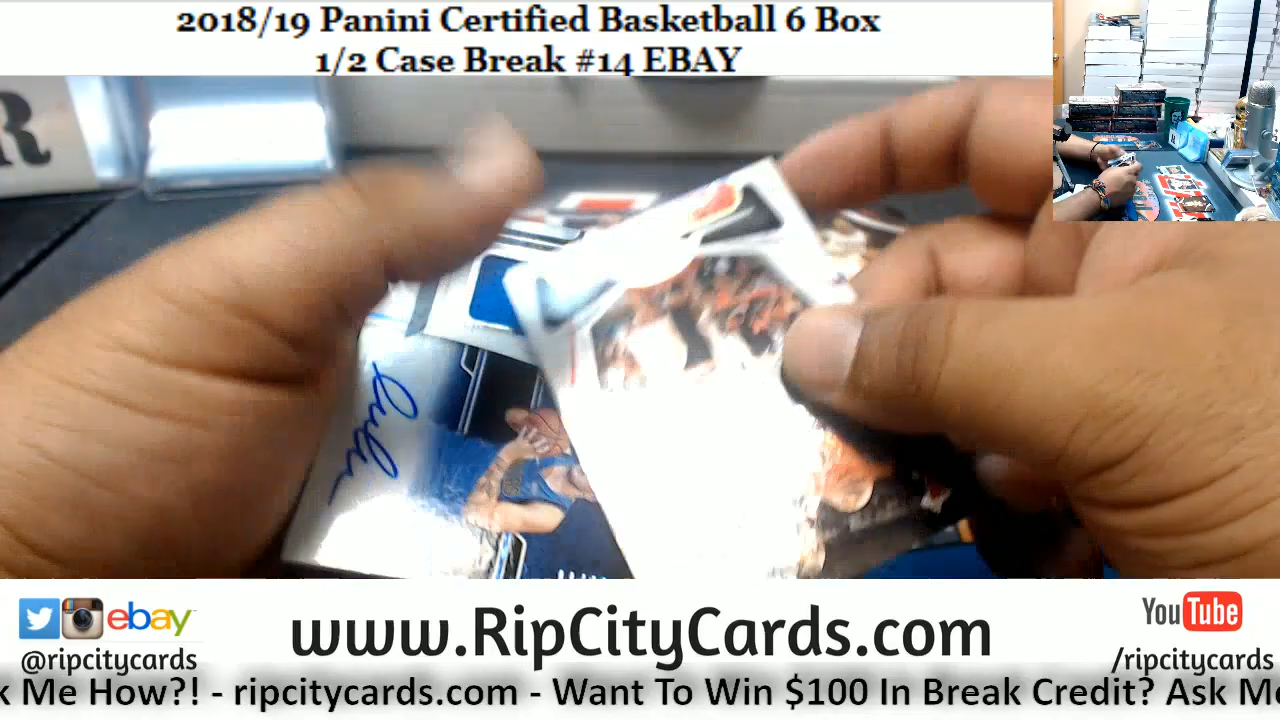 2018/19 Panini Certified Basketball 6 Box
1/2 Case Break #14 EBAY
R
ebay
@ripcitycards
www.RipCityCards.com
YouTube
/ripcitycards
k Me How?! - ripcitycards.com - Want To Win $100 In Break Credit? Ask Me